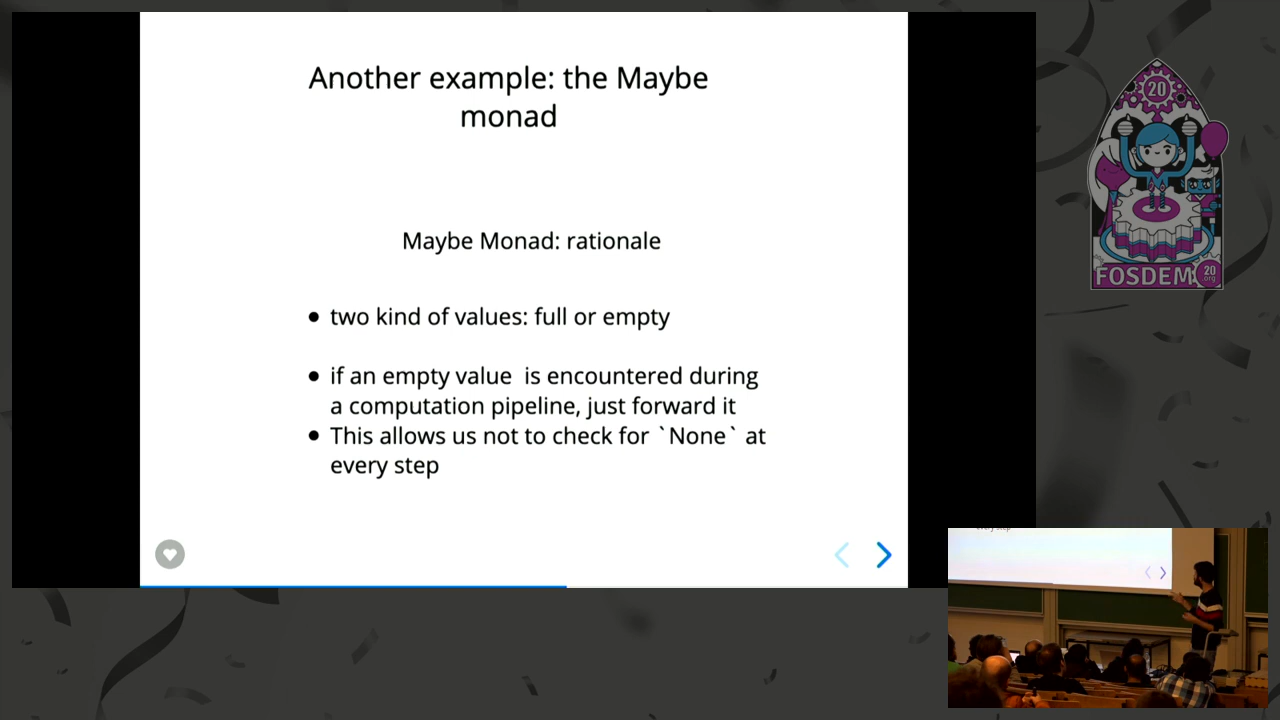 Another example: the Maybe
monad
Maybe Monad: rationale
● two kind of values: full or empty
● if an empty value  is encountered during
a computation pipeline, just forward it
● This allows us not to check for `None` at
every step
20
FOSDEM
20
.org